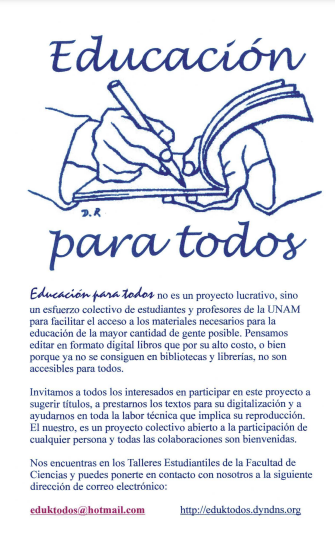 Educación
D.R
para todos
Educación para todos no es un proyecto lucrativo, sino
un esfuerzo colectivo de estudiantes y profesores de la UNAM
para facilitar el acceso a los materiales necesarios para la
educación de la mayor cantidad de gente posible. Pensamos
editar en formato digital libros que por su alto costo, o bien
porque ya no se consiguen en bibliotecas y librerías, no son
accesibles para todos.
Invitamos a todos los interesados en participar en este proyecto a
sugerir títulos, a prestarnos los textos para su digitalización y a
ayudarnos en toda la labor técnica que implica su reproducción.
El nuestro, es un proyecto colectivo abierto a la participación de
cualquier persona y todas las colaboraciones son bienvenidas.
Nos encuentras en los Talleres Estudiantiles de la Facultad de
Ciencias y puedes ponerte en contacto con nosotros a la siguiente
dirección de correo electrónico:
eduktodos@hotmail.com http://eduktodos.dyndns.org